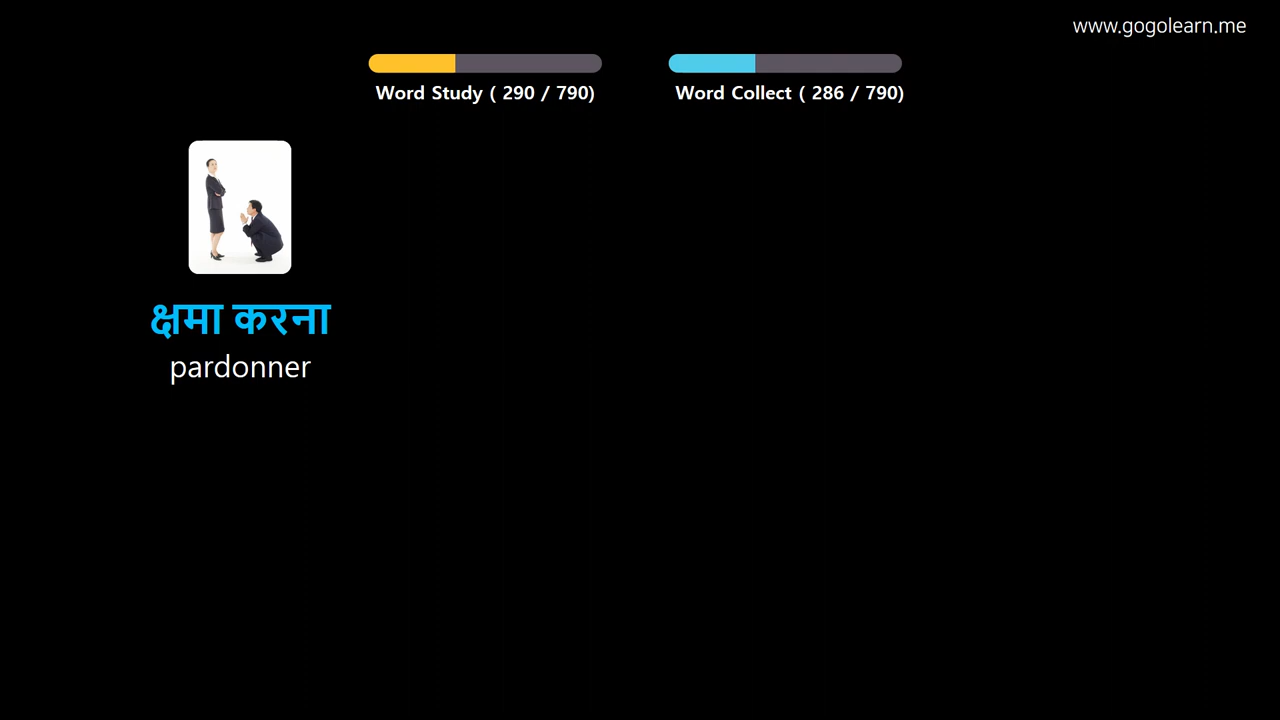 www.gogolearn.me
Word Study ( 290 / 790)
Word Collect ( 286 / 790)
क्षमा करना
pardonner